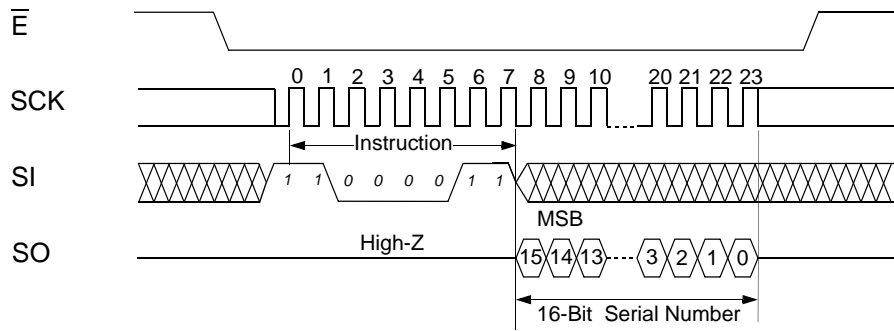 E
0 1 2 3 4 5 6 7 8 9 10 20 21 22 23
SCK
Instruction
SI
1 1 0 0 0 0 1 1
MSB
High-Z
SO
15 14 13 3 2 1 0
16-Bit Serial Number